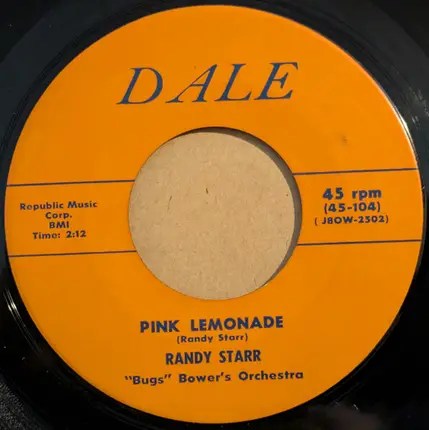 DALE
Republic Music
Corp.
BMI
Time: 2:12
45 rpm
(45-104)
( J8OW-2302)
PINK LEMONADE
(Randy Starr)
RANDY STARR
"Bugs" Bower's Orchestra